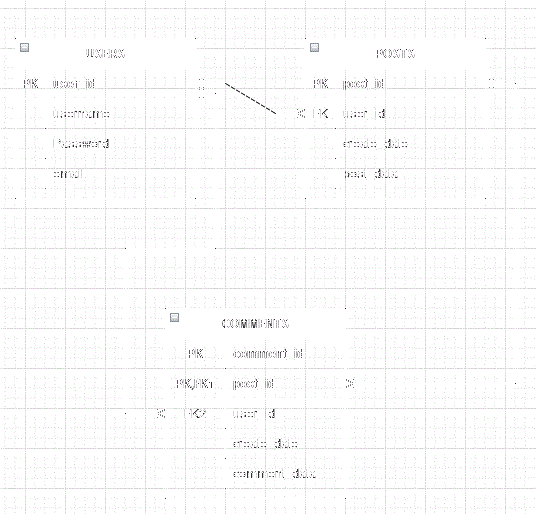 USERS
PK user_id
username
Password
email
POSTS
PK post_id
FK user_id
create_date
post_data
COMMENTS
PK comment_id
PK,FK1 post_id
FK2 user_id
create_date
comment_data